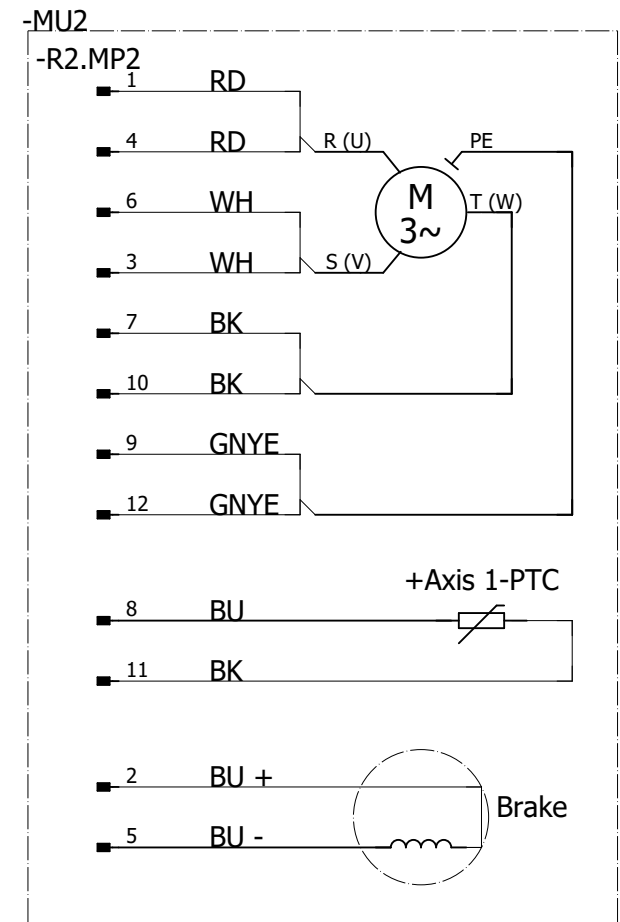 -MU2
-R2.MP2
1 RD
4 RD R (U) PE
M
3~
6 WH T (W)
3 WH S (V)
7 BK
10 BK
9 GNYE
12 GNYE
+Axis 1-PTC
8 BU
11 BK
2 BU +
Brake
5 BU -